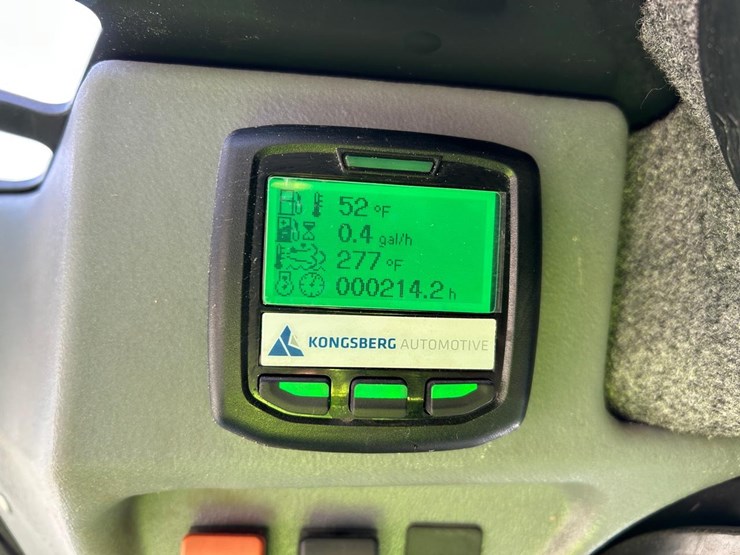 52 °F
0.4 gal/h
277 °F
000214.2 h
KONGSBERG AUTOMOTIVE